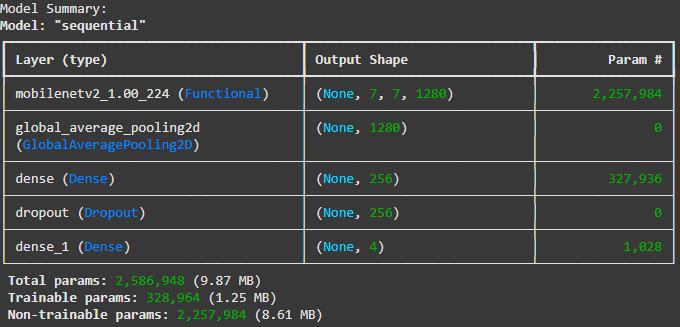 Model Summary:
Model: "sequential"
Layer (type) Output Shape Param #
mobilenetv2_1.00_224 (Functional) (None, 7, 7, 1280) 2,257,984
global_average_pooling2d (None, 1280) 0
(GlobalAveragePooling2D)
dense (Dense) (None, 256) 327,936
dropout (Dropout) (None, 256) 0
dense_1 (Dense) (None, 4) 1,028
Total params: 2,586,948 (9.87 MB)
Trainable params: 328,964 (1.25 MB)
Non-trainable params: 2,257,984 (8.61 MB)